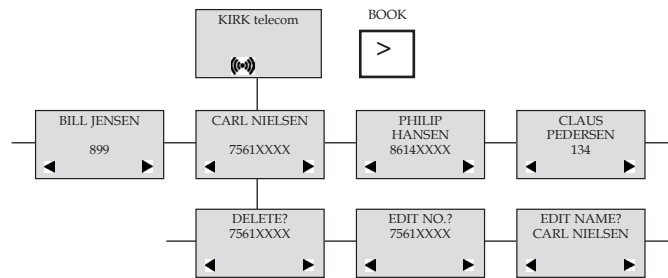 KIRK telecom
BOOK
>
BILL JENSEN
899
CARL NIELSEN
7561XXXX
PHILIP
HANSEN
8614XXXX
CLAUS
PEDERSEN
134
DELETE?
7561XXXX
EDIT NO.?
7561XXXX
EDIT NAME?
CARL NIELSEN